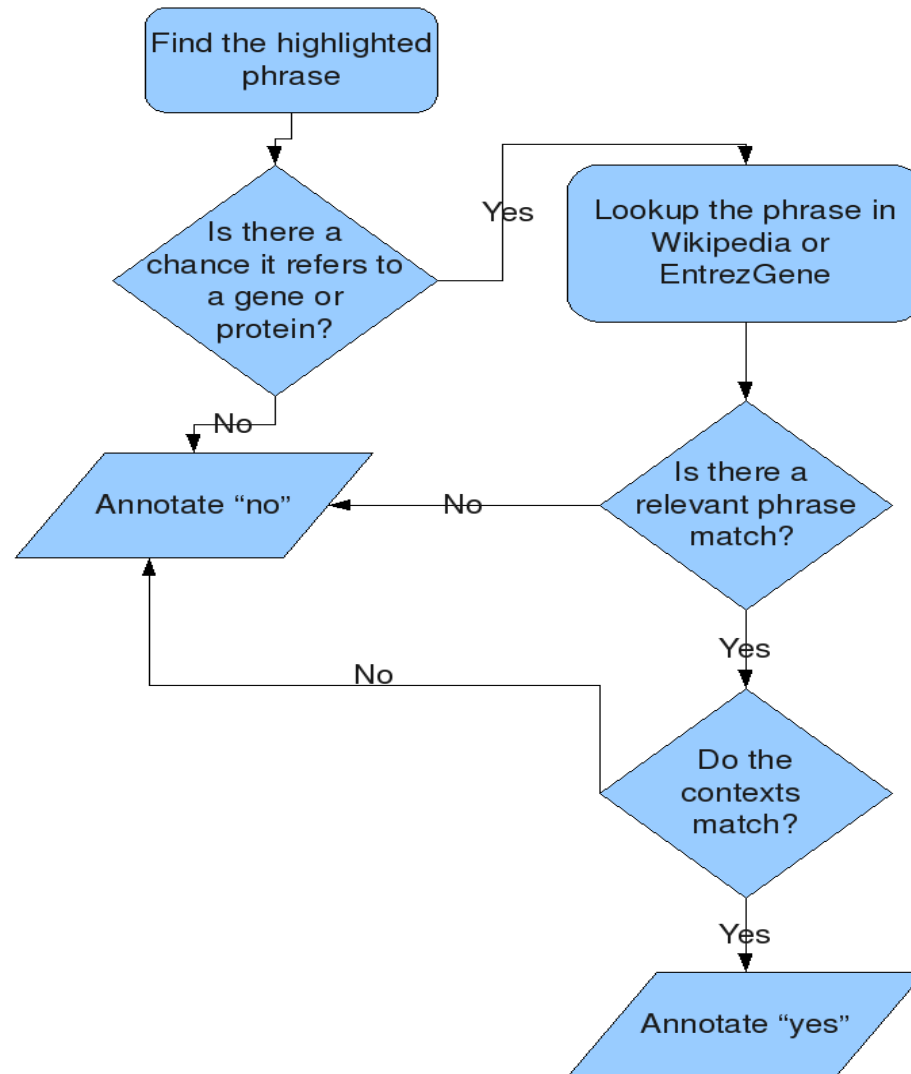 Find the highlighted
phrase
Is there a
chance it refers to
a gene or
protein?
Yes
Lookup the phrase in
Wikipedia or
EntrezGene
No
Annotate “no”
Is there a
relevant phrase
match?
No
Yes
No
Do the
contexts
match?
Yes
Annotate “yes”